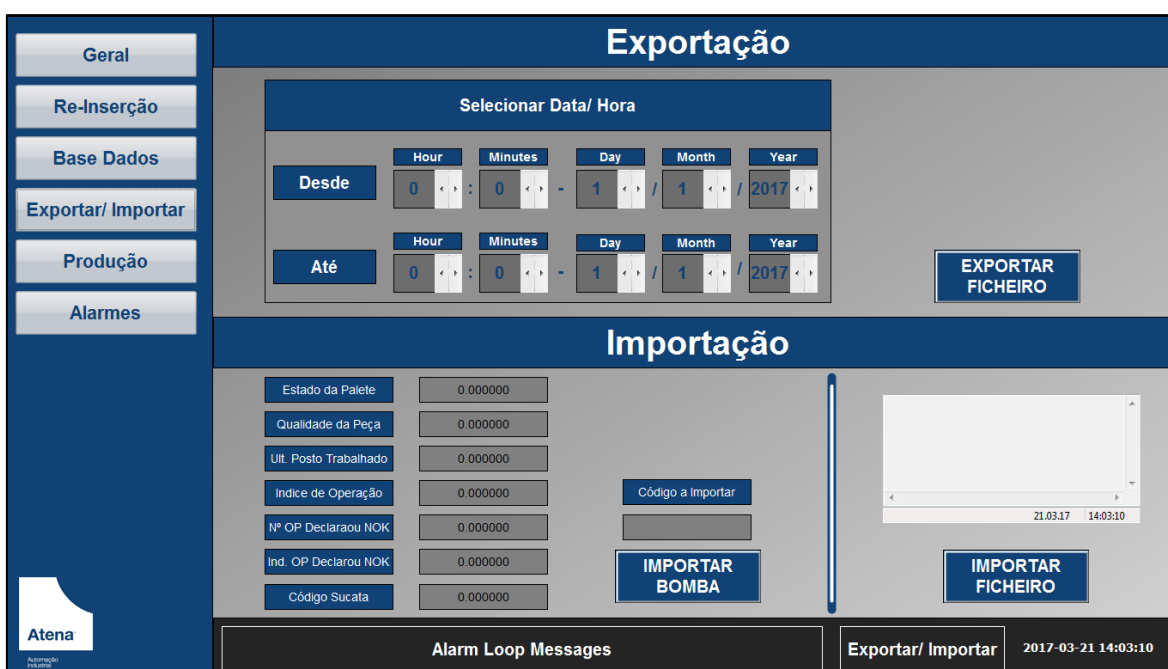 Geral
Re-Inserção
Base Dados
Exportar/ Importar
Produção
Alarmes
Atena
Automação
Industrial
Exportação
Selecionar Data/ Hora
Hour Minutes Day Month Year
Desde 0 : 0 - 1 / 1 / 2017
Hour Minutes Day Month Year
Até 0 : 0 - 1 / 1 / 2017
EXPORTAR
FICHEIRO
Importação
Estado da Palete 0.000000
Qualidade da Peça 0.000000
Ult. Posto Trabalhado 0.000000
Indice de Operação 0.000000
Nº OP Declaraou NOK 0.000000
Ind. OP Declarou NOK 0.000000
Código Sucata 0.000000
Código a Importar
IMPORTAR
BOMBA
21.03.17 14:03:10
IMPORTAR
FICHEIRO
Alarm Loop Messages
Exportar/ Importar
2017-03-21 14:03:10